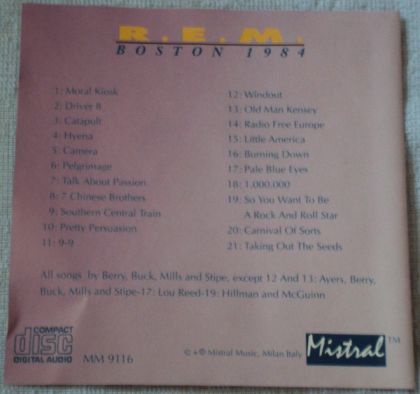 R.E.M.
BOSTON 1984
1: Moral Kiosk
2: Driver 8
3: Catapult
4: Hyena
5: Camera
6: Pelgrimage
7: Talk About Passion
8: 7 Chinese Brothers
9: Southern Central Train
10: Pretty Persuasion
11: 9-9
12: Windout
13: Old Man Kensey
14: Radio Free Europe
15: Little America
16: Burning Down
17: Pale Blue Eyes
18: 1.000.000
19: So You Want To Be
A Rock And Roll Star
20: Carnival Of Sorts
21: Taking Out The Seeds
All songs by Berry, Buck, Mills and Stipe, except 12 And 13: Ayers, Berry,
Buck, Mills and Stipe-17: Lou Reed-19: Hillman and McGuinn
COMPACT
disc
DIGITAL AUDIO
MM 9116
© + ℗ Mistral Music, Milan Italy
Mistral™